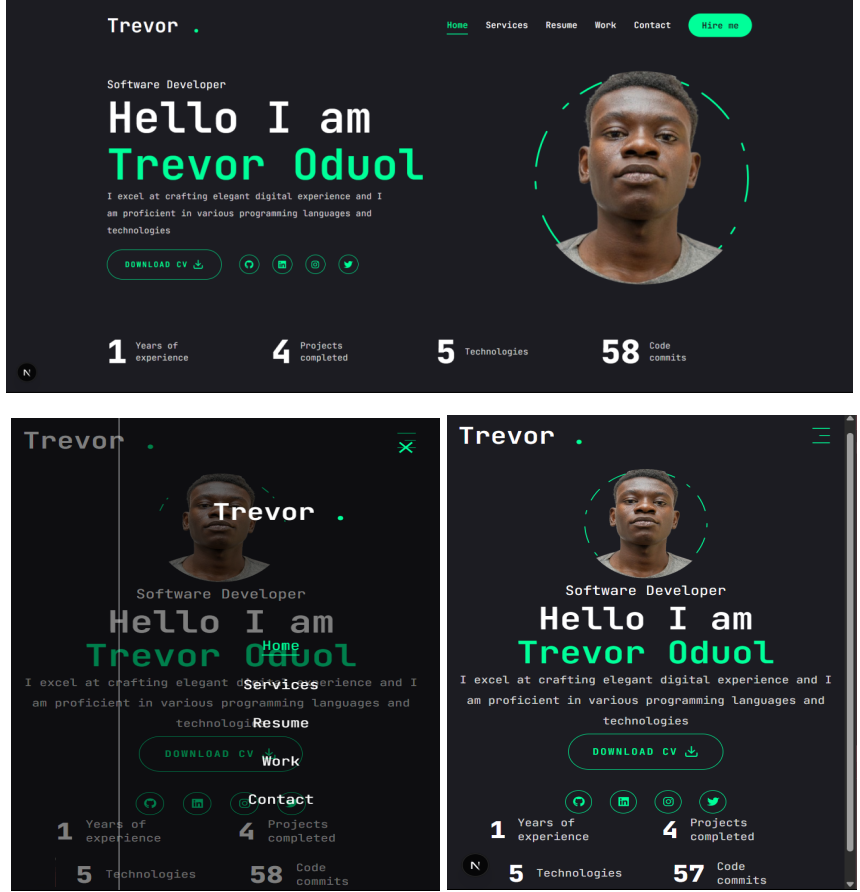 Trevor .
Home Services Resume Work Contact Hire me
Software Developer
Hello I am
Trevor Oduol
I excel at crafting elegant digital experience and I
am proficient in various programming languages and
technologies
DOWNLOAD CV
1 Years of
experience
4 Projects
completed
5 Technologies
58 Code
commits
N
Trevor .
Trevor .
Software Developer
Hello I am
Trevor Oduol
Home
I excel at crafting elegant experience and I
Services
am proficient in various programming languages and
Resume
DOWNLOAD CV
Work
Contact
1 Years of
experience
4 Projects
completed
5 Technologies
58 Code
commits
Trevor .
Software Developer
Hello I am
Trevor Oduol
I excel at crafting elegant digital experience and I
am proficient in various programming languages and
technologies
DOWNLOAD CV
1 Years of
experience
4 Projects
completed
N
5 Technologies
57 Code
commits